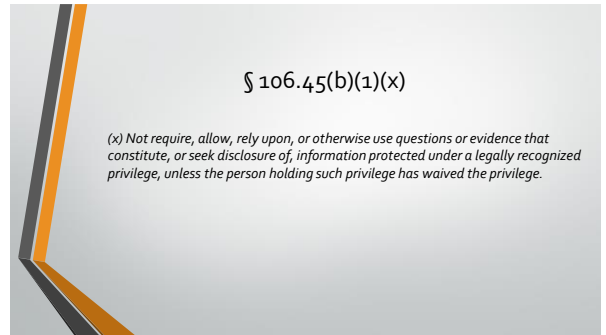 § 106.45(b)(1)(x)
(x) Not require, allow, rely upon, or otherwise use questions or evidence that
constitute, or seek disclosure of, information protected under a legally recognized
privilege, unless the person holding such privilege has waived the privilege.